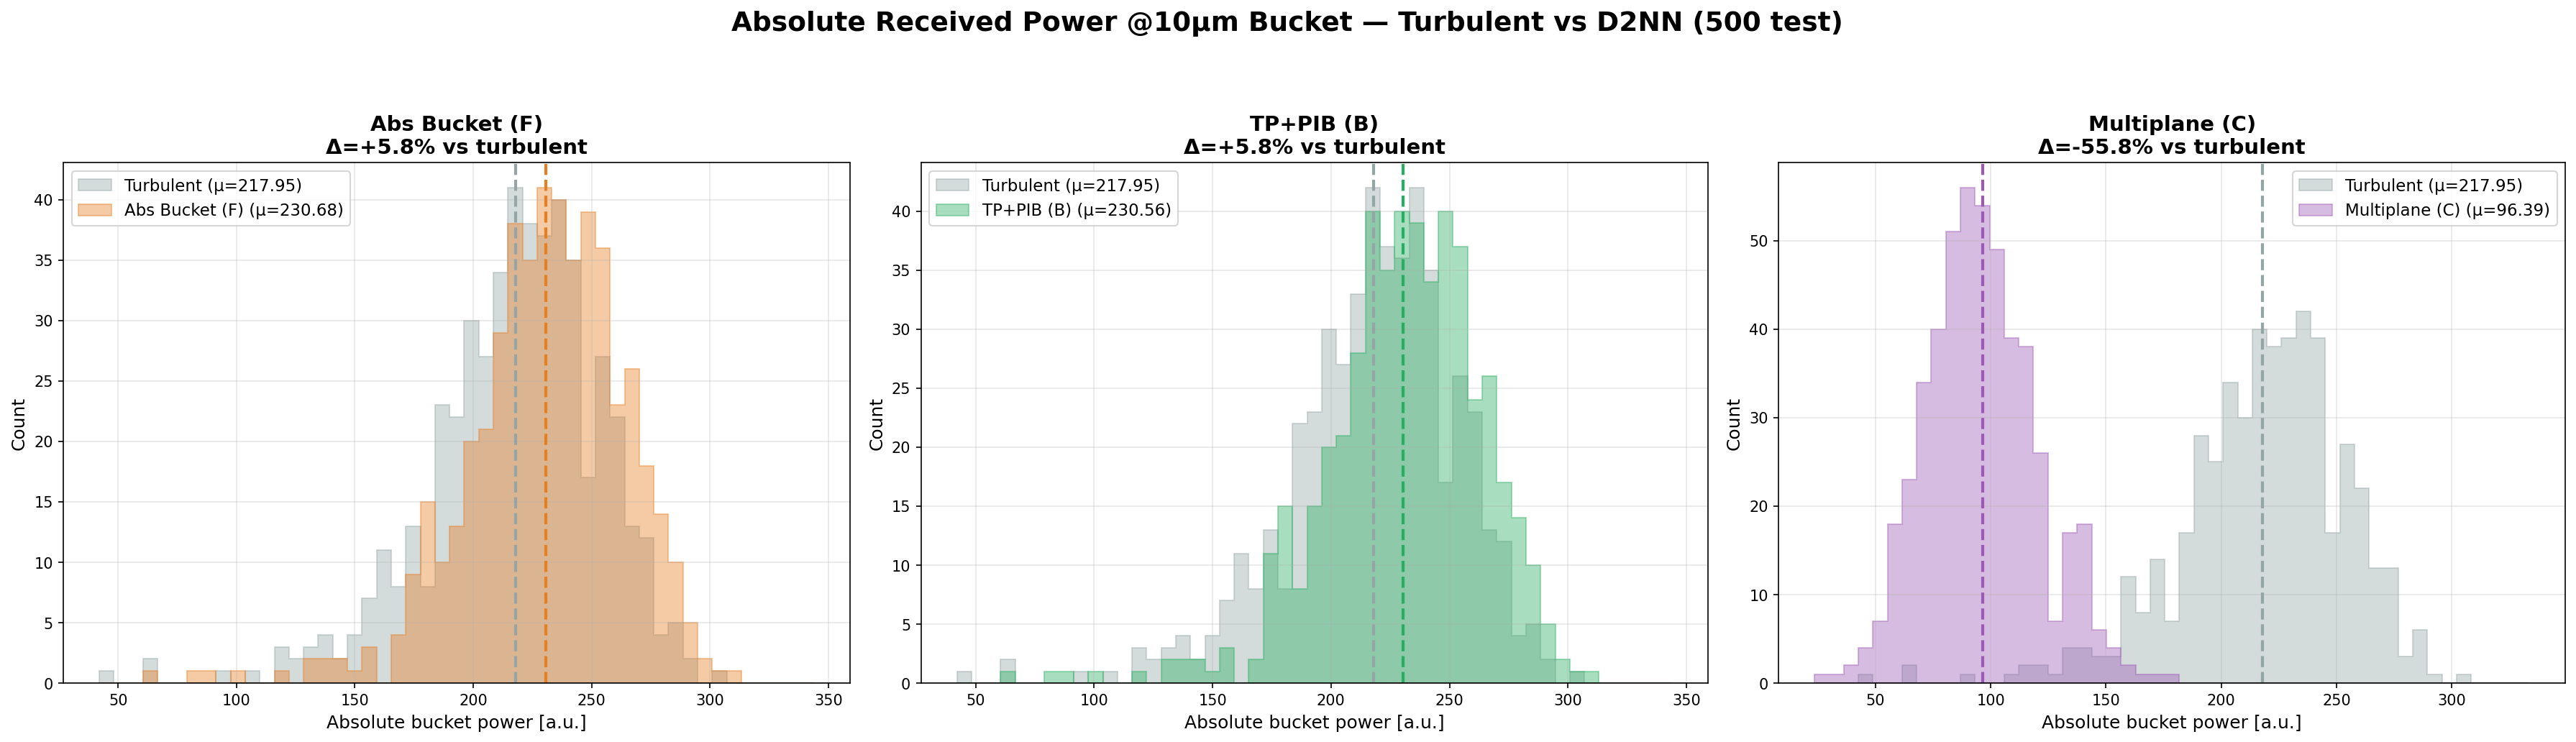 Absolute Received Power @10μm Bucket — Turbulent vs D2NN (500 test)
Abs Bucket (F)
Δ=+5.8% vs turbulent
Turbulent (μ=217.95)
Abs Bucket (F) (μ=230.68)
Count
40
35
30
25
20
15
10
5
0
50 100 150 200 250 300 350
Absolute bucket power [a.u.]
TP+PIB (B)
Δ=+5.8% vs turbulent
Turbulent (μ=217.95)
TP+PIB (B) (μ=230.56)
Count
40
35
30
25
20
15
10
5
0
50 100 150 200 250 300 350
Absolute bucket power [a.u.]
Multiplane (C)
Δ=-55.8% vs turbulent
Turbulent (μ=217.95)
Multiplane (C) (μ=96.39)
Count
50
40
30
20
10
0
50 100 150 200 250 300
Absolute bucket power [a.u.]